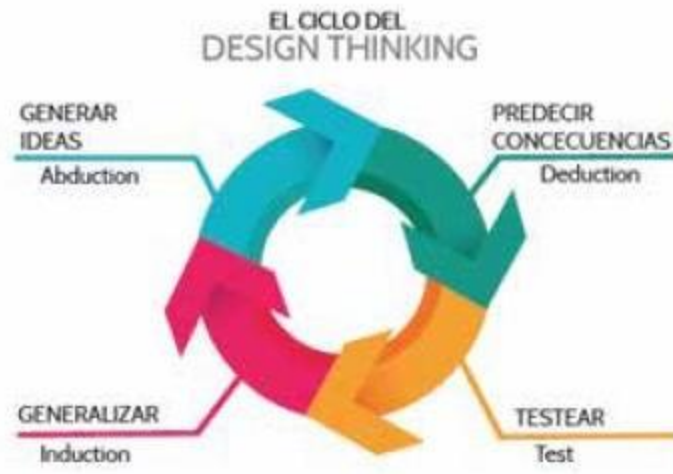 EL CICLO DEL
DESIGN THINKING
GENERAR
IDEAS
Abduction
PREDECIR
CONCECUENCIAS
Deduction
GENERALIZAR
Induction
TESTEAR
Test